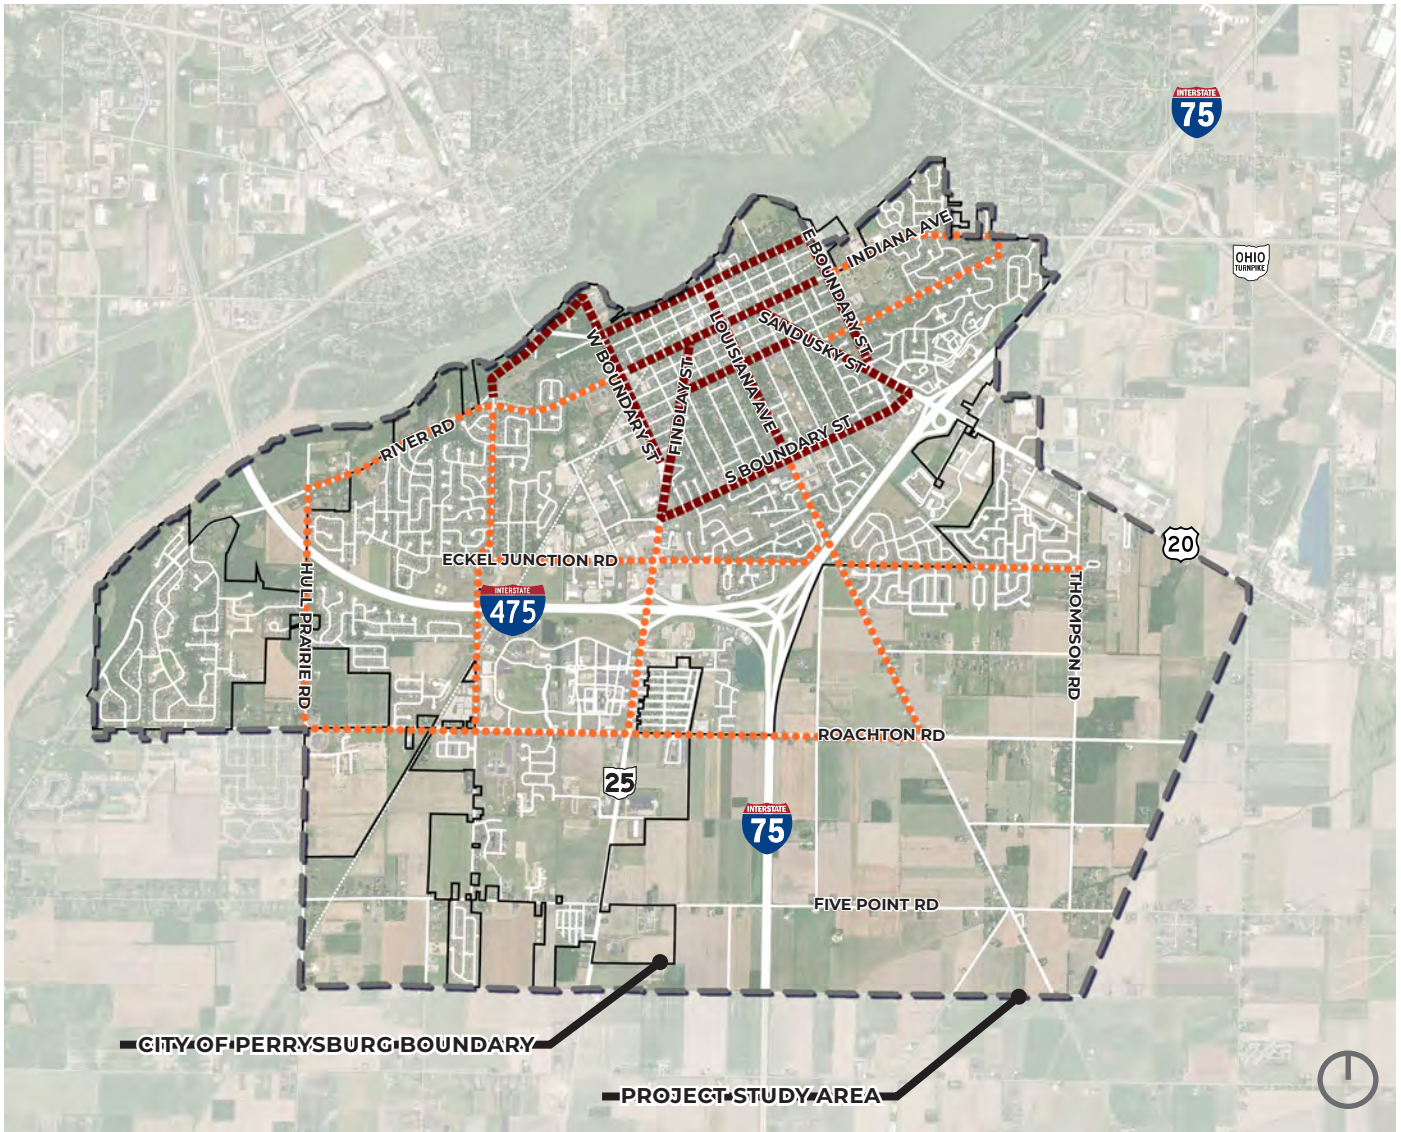 INTERSTATE
75
OHIO
TURNPIKE
INDIANA AVE
E BOUNDARY ST
SANDUSKY ST
LOUISIANA AVE
W BOUNDARY ST
FINDLAY ST
RIVER RD
S BOUNDARY ST
20
ECKEL JUNCTION RD
INTERSTATE
475
HULL PRAIRIE RD
THOMPSON RD
ROACHTON RD
25
INTERSTATE
75
FIVE POINT RD
CITY OF PERRYSBURG BOUNDARY
PROJECT STUDY AREA